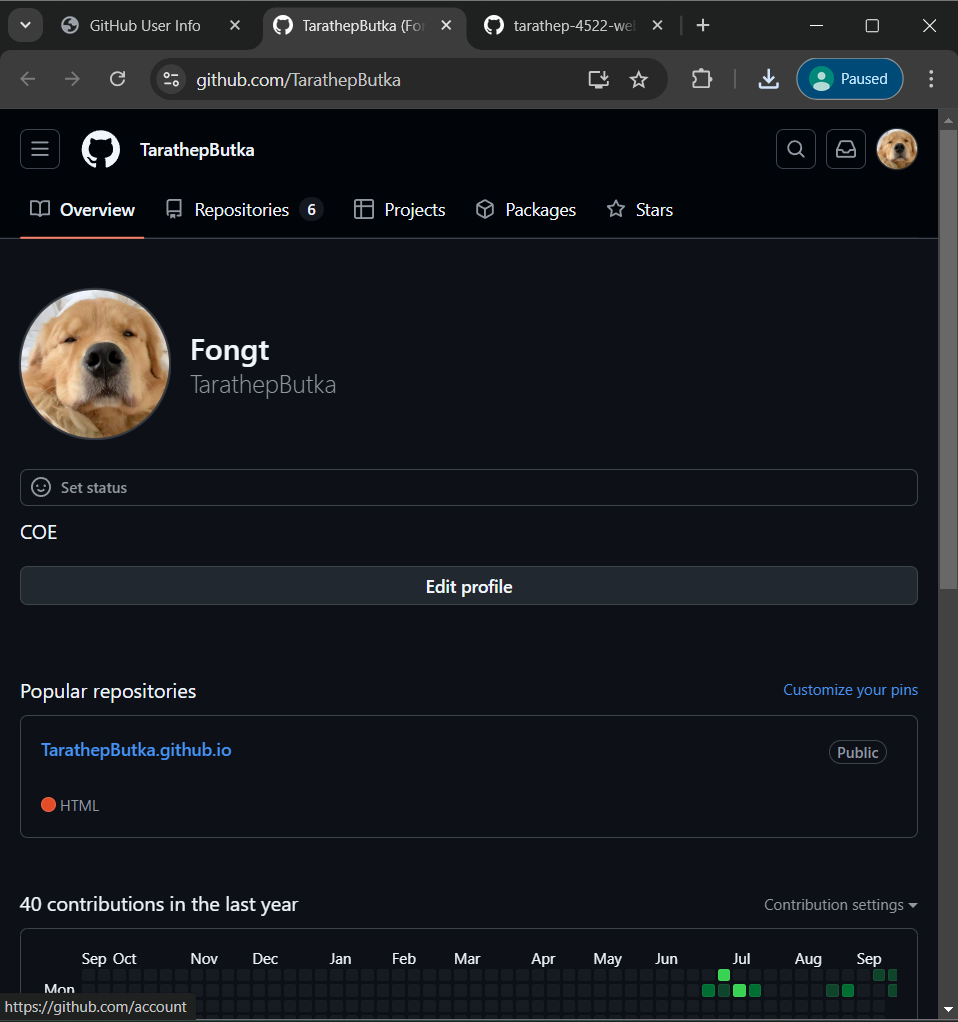 GitHub User Info
TarathepButka (For
tarathep-4522-web
github.com/TarathepButka
Paused
TarathepButka
Overview
Repositories 6
Projects
Packages
Stars
Fongt
TarathepButka
Set status
COE
Edit profile
Popular repositories
Customize your pins
TarathepButka.github.io
Public
HTML
40 contributions in the last year
Contribution settings
Sep Oct Nov Dec Jan Feb Mar Apr May Jun Jul Aug Sep
Mon
https://github.com/account